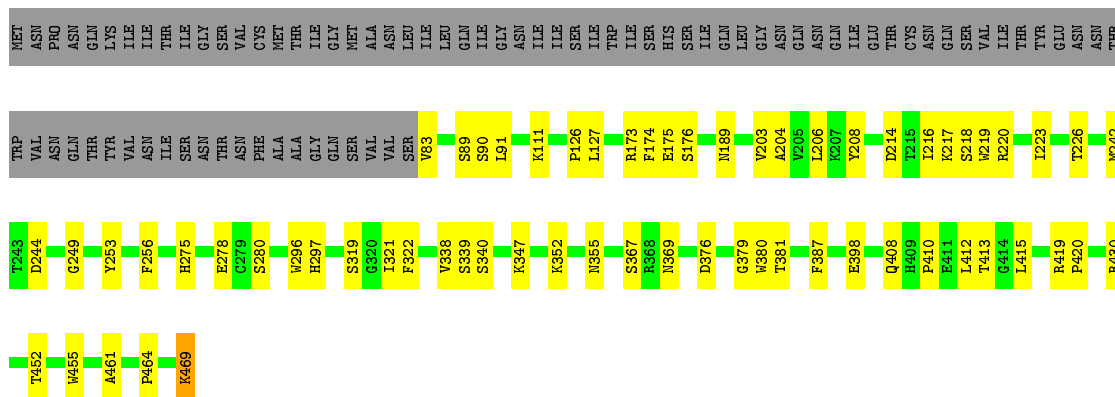 MET ASN PRO ASN GLN LYS ILE ILE THR ILE GLY SER VAL CYS MET THR ILE GLY MET ALA ASN LEU ILE LEU GLN ILE GLY ASN ILE ILE SER ILE TRP ILE SER HIS SER ILE GLN LEU GLY ASN GLN ASN GLN ILE GLU THR CYS ASN GLN SER VAL ILE THR TYR GLU ASN ASN THR
TRP VAL ASN GLN THR TYR VAL ASN ILE SER ASN THR ASN PHE ALA ALA GLY GLN SER VAL VAL SER V83 S89 S90 L91 K111 P126 L127 R173 F174 E175 S176 N189 V203 A204 V205 L206 K207 Y208 D214 T215 I216 K217 S218 W219 R220 I223 T226 M242
T243 D244 G249 Y253 F256 H275 E278 C279 S280 W296 H297 S319 G320 I321 F322 V338 S339 S340 K347 K352 N355 S367 R368 N369 D376 G379 W380 T381 F387 E398 Q408 H409 P410 E411 L412 T413 G414 L415 R419 P420 R430
T452 W455 A461 P464 K469